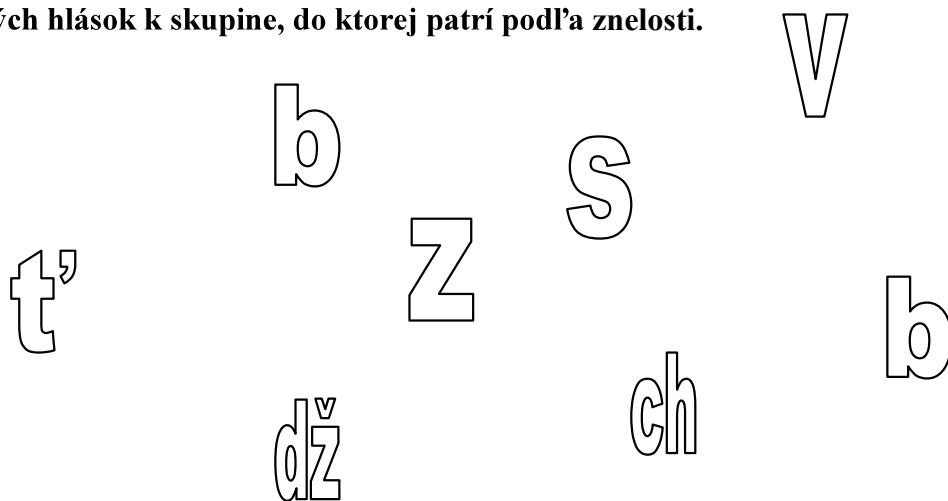 ých hlások k skupine, do ktorej patrí podľa znelosti.
v
b
s
z
ť
b
ch
dž